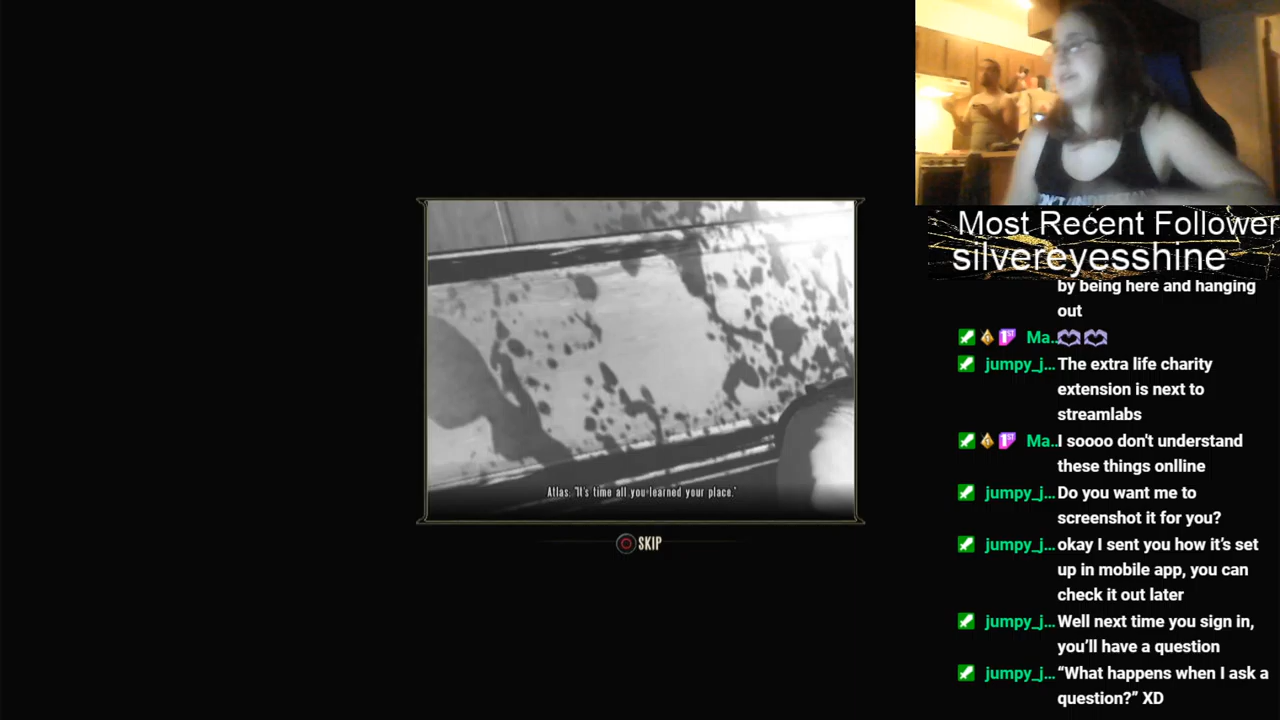 Most Recent Follower
silvereyesshine
by being here and hanging
out
Ma..
jumpy_j... The extra life charity
extension is next to
streamlabs
Ma.. I soooo don't understand
these things onlline
jumpy_j... Do you want me to
screenshot it for you?
jumpy_j... okay I sent you how it’s set
up in mobile app, you can
check it out later
jumpy_j... Well next time you sign in,
you’ll have a question
jumpy_j... “What happens when I ask a
question?” XD
Atlas: "It's time all you learned your place."
SKIP